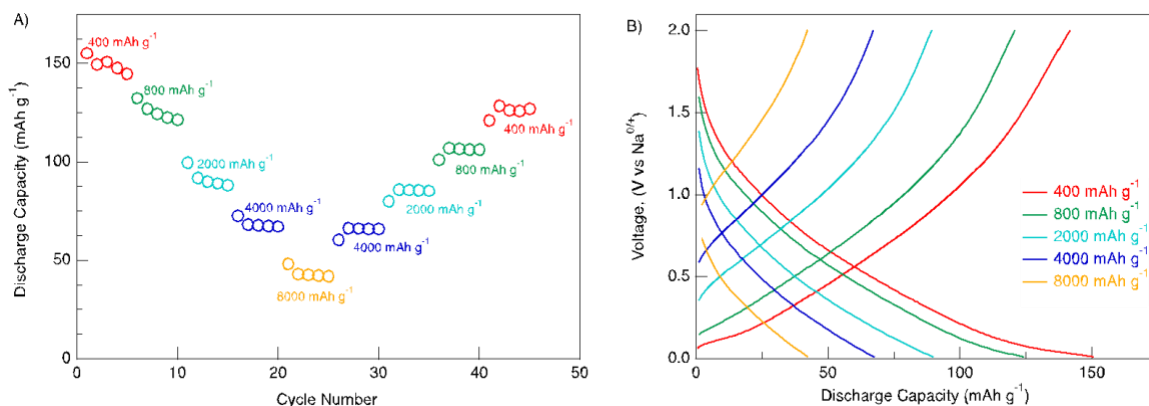 A)
Discharge Capacity (mAh g⁻¹)
150
100
50
0
0
10
20
30
40
50
Cycle Number
400 mAh g⁻¹
800 mAh g⁻¹
2000 mAh g⁻¹
4000 mAh g⁻¹
8000 mAh g⁻¹
4000 mAh g⁻¹
2000 mAh g⁻¹
800 mAh g⁻¹
400 mAh g⁻¹
B)
Voltage, (V vs Na⁰/⁺)
2.0
1.5
1.0
0.5
0.0
0
50
100
150
Discharge Capacity (mAh g⁻¹)
400 mAh g⁻¹
800 mAh g⁻¹
2000 mAh g⁻¹
4000 mAh g⁻¹
8000 mAh g⁻¹